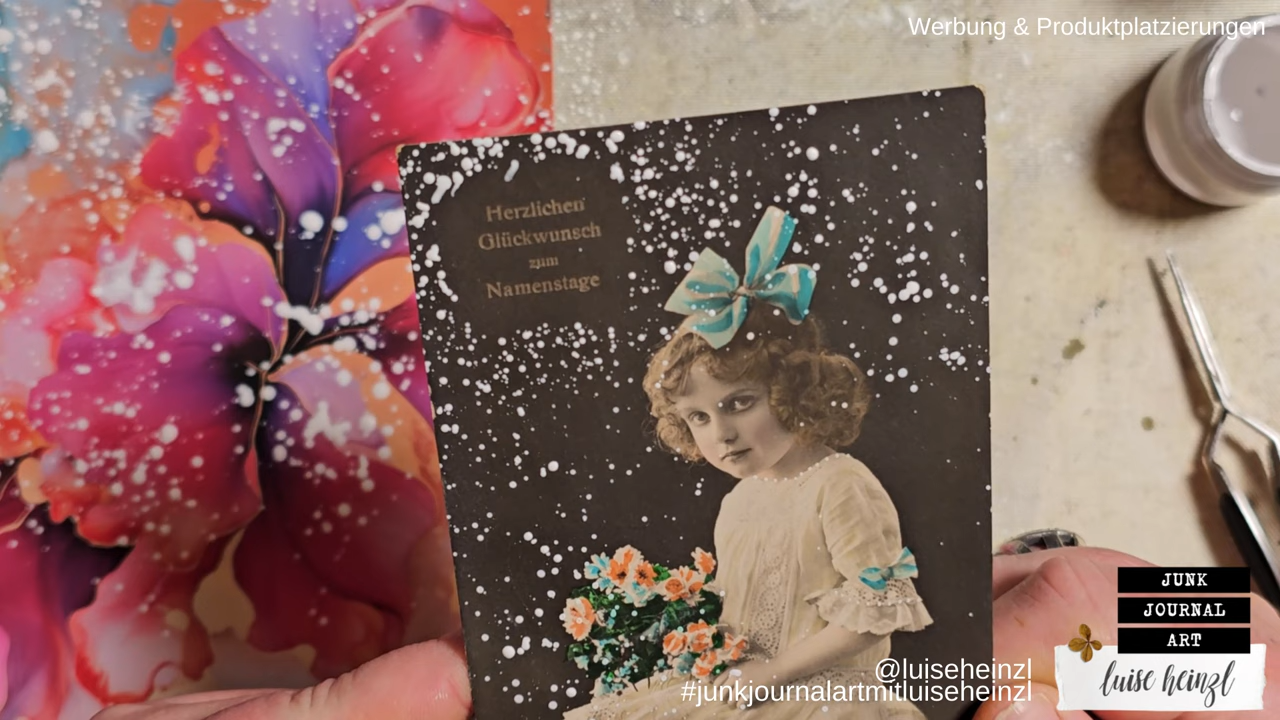 Werbung & Produktplatzierungen
Herzlichen
Glückwunsch
zum
Namenstage
JUNK
JOURNAL
ART
luise heinzl
@luiseheinzl
#junkjournalartmitluiseheinzl